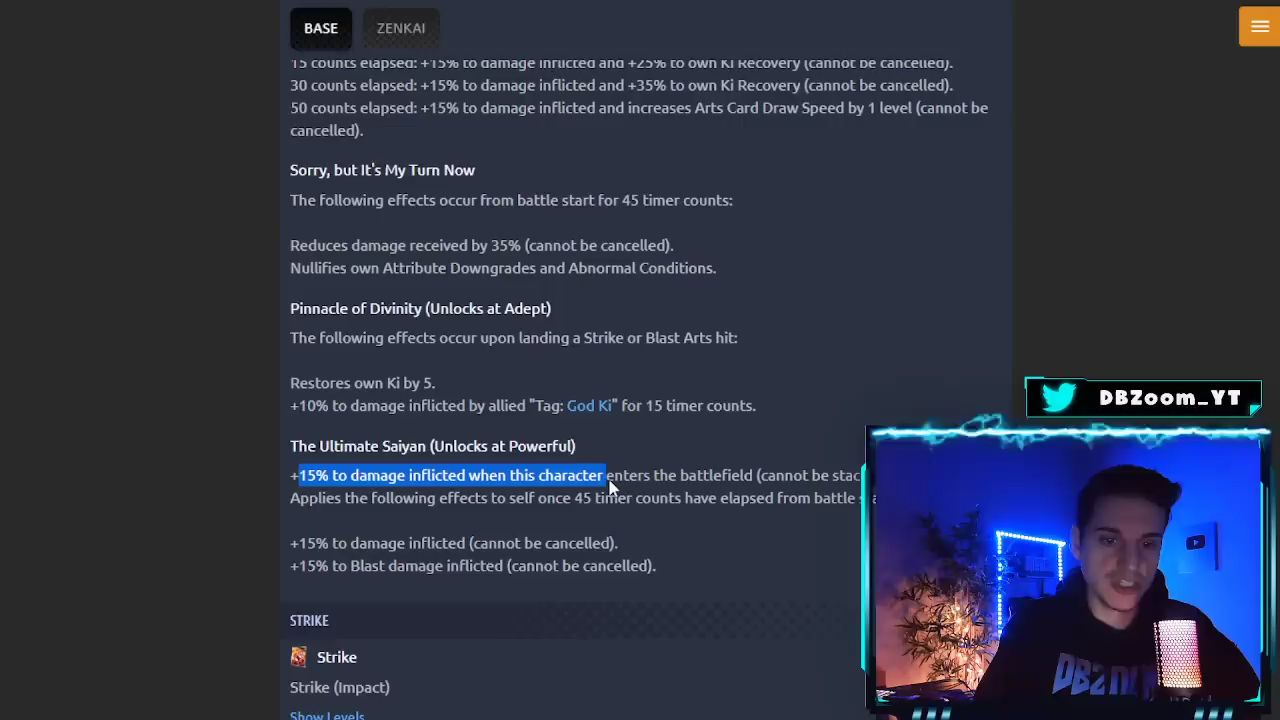 BASE
ZENKAI
15 counts elapsed: +15% to damage inflicted and +25% to own Ki Recovery (cannot be cancelled).
30 counts elapsed: +15% to damage inflicted and +35% to own Ki Recovery (cannot be cancelled).
50 counts elapsed: +15% to damage inflicted and increases Arts Card Draw Speed by 1 level (cannot be
cancelled).
Sorry, but It's My Turn Now
The following effects occur from battle start for 45 timer counts:
Reduces damage received by 35% (cannot be cancelled).
Nullifies own Attribute Downgrades and Abnormal Conditions.
Pinnacle of Divinity (Unlocks at Adept)
The following effects occur upon landing a Strike or Blast Arts hit:
Restores own Ki by 5.
+10% to damage inflicted by allied "Tag: God Ki" for 15 timer counts.
DBZoom_YT
The Ultimate Saiyan (Unlocks at Powerful)
+15% to damage inflicted when this character enters the battlefield (cannot be stac
Applies the following effects to self once 45 timer counts have elapsed from battle sta
+15% to damage inflicted (cannot be cancelled).
+15% to Blast damage inflicted (cannot be cancelled).
STRIKE
Strike
Strike (Impact)
Show Levels